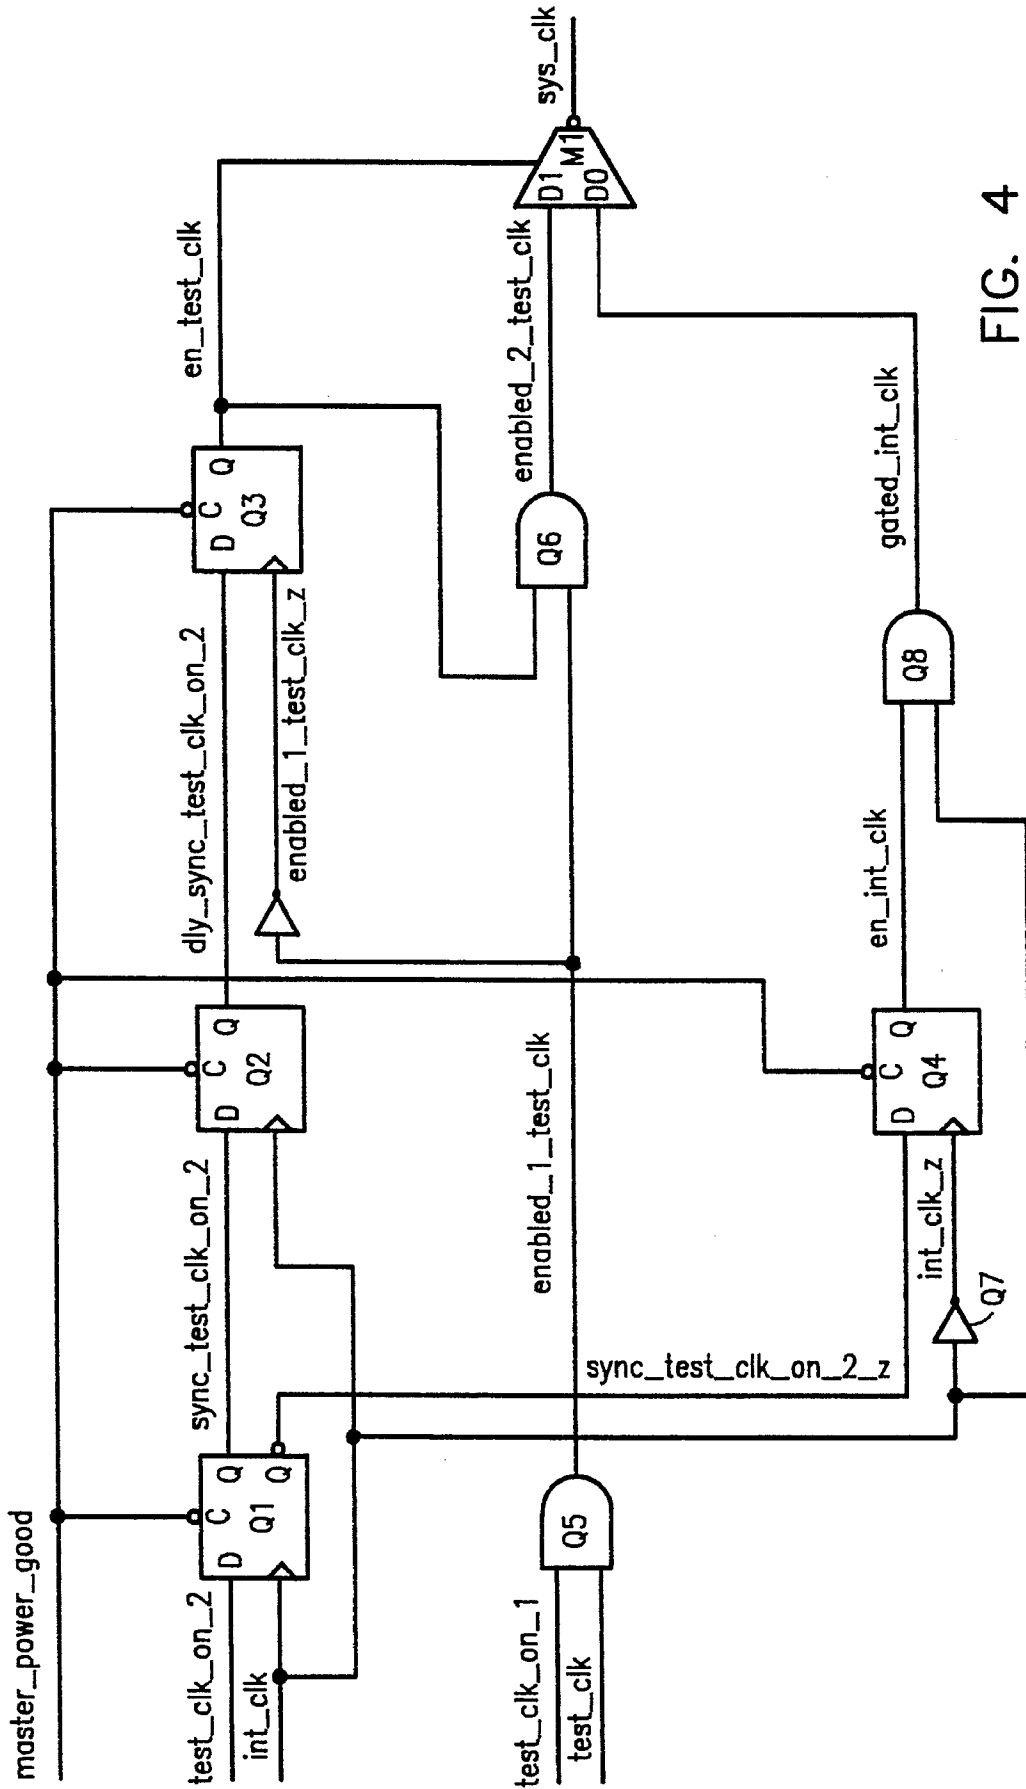 master_power_good
test_clk_on_2
int_clk
D
C
Q
Q
Q1
sync_test_clk_on_2
D
C
Q
Q2
dly_sync_test_clk_on_2
D
C
Q
Q3
enabled_1_test_clk_z
en_test_clk
test_clk_on_1
test_clk
Q5
enabled_1_test_clk
Q6
enabled_2_test_clk
D1
D0
M1
sys_clk
sync_test_clk_on_2_z
Q7
int_clk_z
D
C
Q
Q4
en_int_clk
Q8
gated_int_clk
FIG. 4